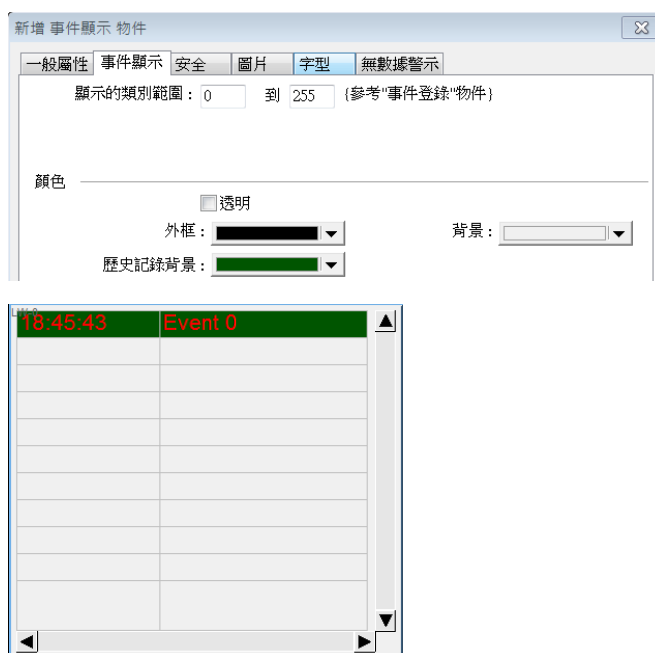 新增 事件顯示 物件
一般屬性 事件顯示 安全 圖片 字型 無數據警示
顯示的類別範圍： 0 到 255 {參考"事件登錄"物件}
顏色
透明
外框： 背景：
歷史記錄背景：
18:45:43 Event 0